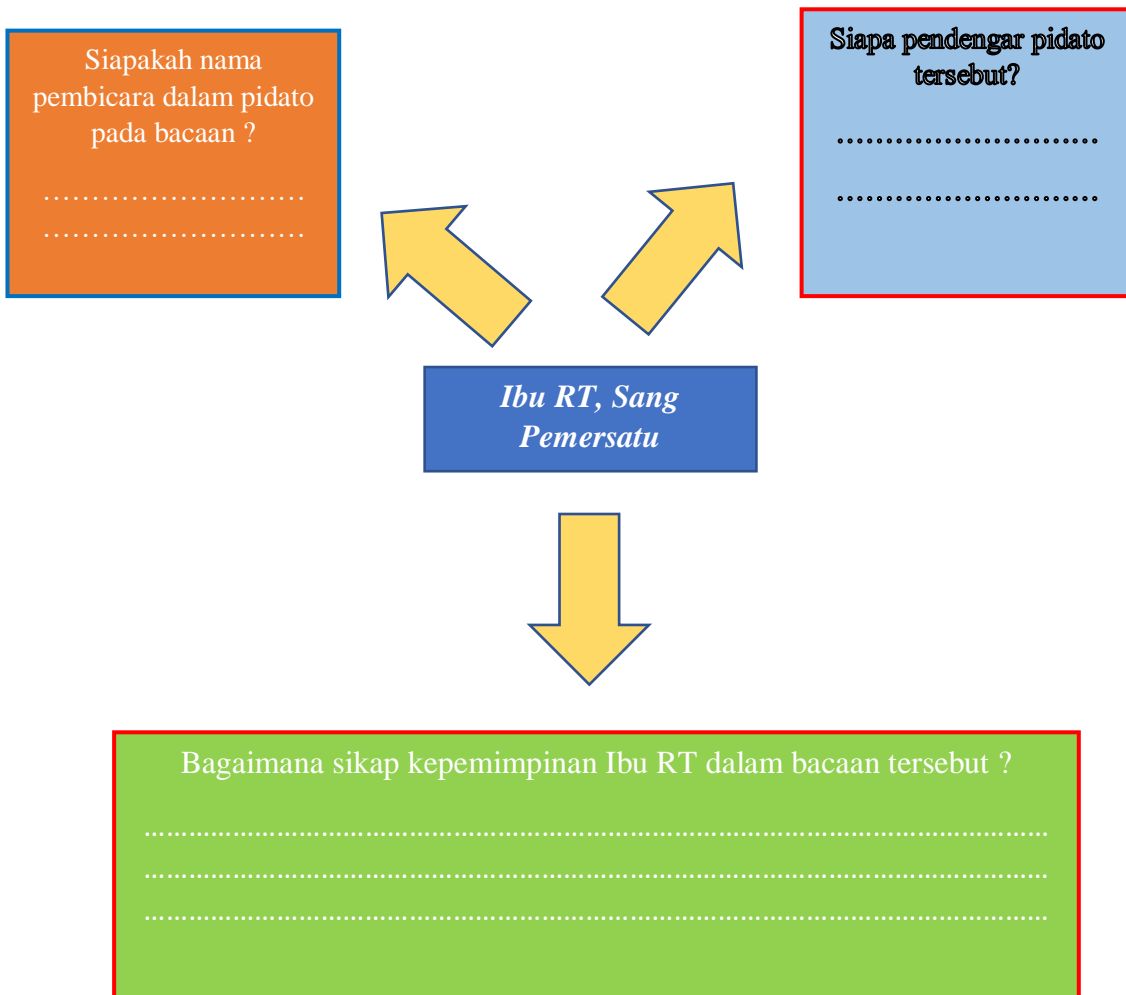 Siapakah nama
pembicara dalam pidato
pada bacaan ?
………………………
………………………
Siapa pendengar pidato
tersebut?
………………………
………………………
Ibu RT, Sang
Pemersatu
Bagaimana sikap kepemimpinan Ibu RT dalam bacaan tersebut ?
……………………………………………………………………………………………………………
……………………………………………………………………………………………………………
……………………………………………………………………………………………………………